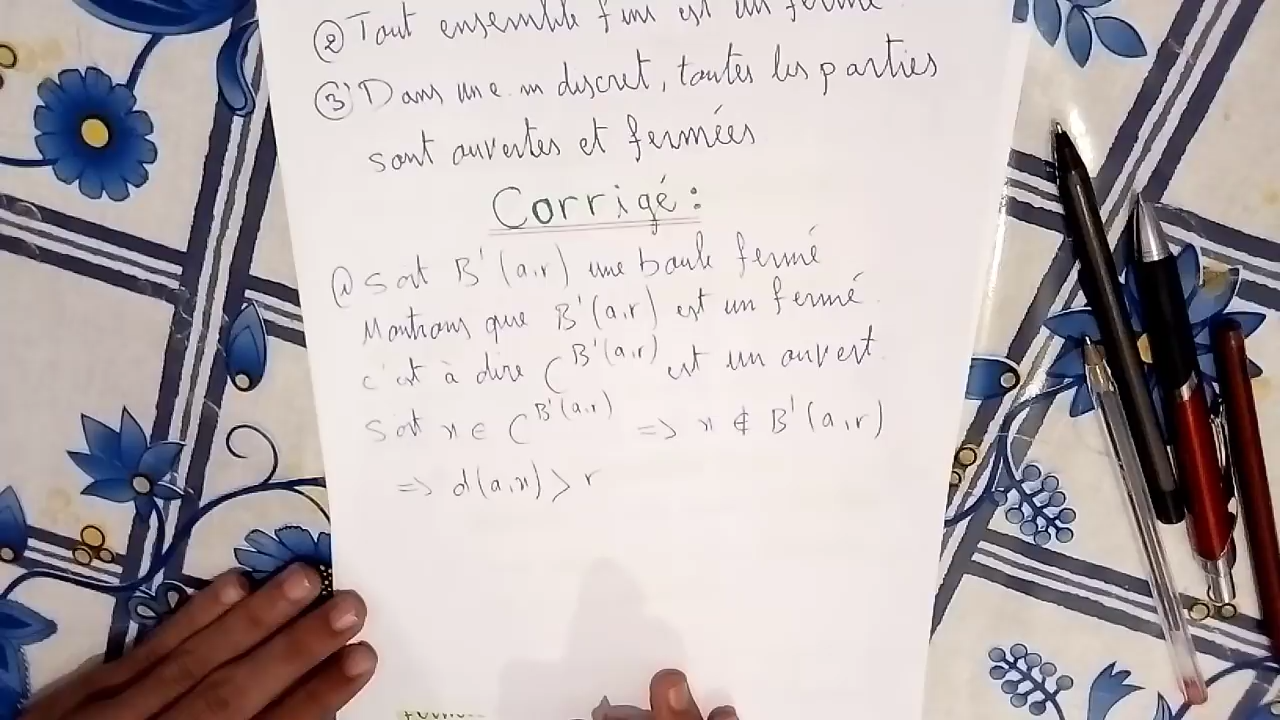 ② Tout ensemble fini est un fermé.
③ Dans un e.m discret, toutes les parties
sont ouvertes et fermées
Corrigé :
① Soit B'(a,r) une boule fermé
Montrons que B'(a,r) est un fermé.
c'est à dire C^B'(a,r) est un ouvert.
Soit x ∈ C^B'(a,r) => x ∉ B'(a,r)
=> d(a,x) > r